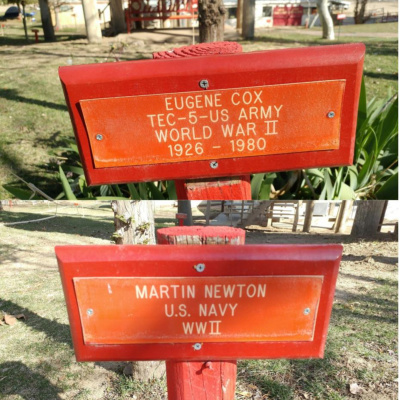 EUGENE COX
TEC-5-US ARMY
WORLD WAR II
1926 - 1980
MARTIN NEWTON
U.S. NAVY
WWII